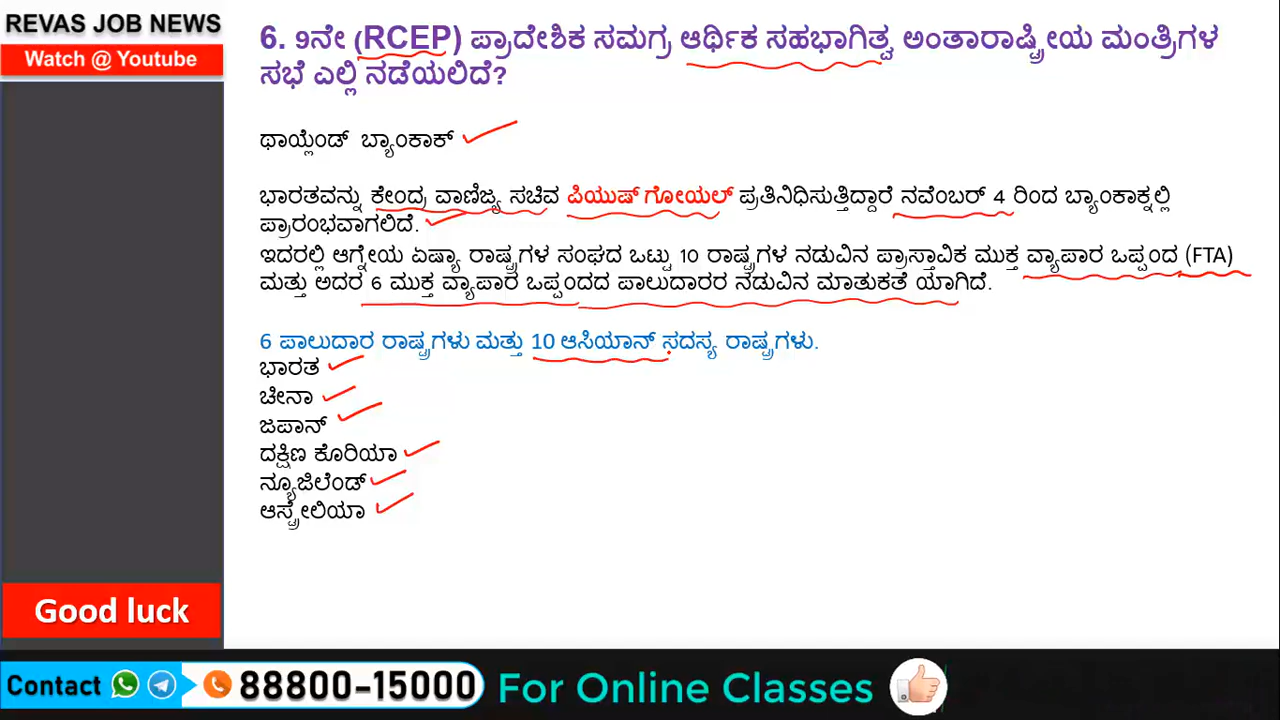 REVAS JOB NEWS
Watch @ Youtube
6. 9ನೇ (RCEP) ಪ್ರಾದೇಶಿಕ ಸಮಗ್ರ ಆರ್ಥಿಕ ಸಹಭಾಗಿತ್ವ ಅಂತಾರಾಷ್ಟ್ರೀಯ ಮಂತ್ರಿಗಳ
ಸಭೆ ಎಲ್ಲಿ ನಡೆಯಲಿದೆ?
ಥಾಯ್ಲೆಂಡ್ ಬ್ಯಾಂಕಾಕ್
ಭಾರತವನ್ನು ಕೇಂದ್ರ ವಾಣಿಜ್ಯ ಸಚಿವ ಪಿಯುಷ್ ಗೋಯಲ್ ಪ್ರತಿನಿಧಿಸುತ್ತಿದ್ದಾರೆ ನವೆಂಬರ್ 4 ರಿಂದ ಬ್ಯಾಂಕಾಕ್ನಲ್ಲಿ
ಪ್ರಾರಂಭವಾಗಲಿದೆ.
ಇದರಲ್ಲಿ ಆಗ್ನೇಯ ಏಷ್ಯಾ ರಾಷ್ಟ್ರಗಳ ಸಂಘದ ಒಟ್ಟು 10 ರಾಷ್ಟ್ರಗಳ ನಡುವಿನ ಪ್ರಾಸ್ತಾವಿಕ ಮುಕ್ತ ವ್ಯಾಪಾರ ಒಪ್ಪಂದ (FTA)
ಮತ್ತು ಅದರ 6 ಮುಕ್ತ ವ್ಯಾಪಾರ ಒಪ್ಪಂದದ ಪಾಲುದಾರರ ನಡುವಿನ ಮಾತುಕತೆ ಯಾಗಿದೆ.
6 ಪಾಲುದಾರ ರಾಷ್ಟ್ರಗಳು ಮತ್ತು 10 ಆಸಿಯಾನ್ ಸದಸ್ಯ ರಾಷ್ಟ್ರಗಳು.
ಭಾರತ
ಚೀನಾ
ಜಪಾನ್
ದಕ್ಷಿಣ ಕೊರಿಯಾ
ನ್ಯೂಜಿಲೆಂಡ್
ಆಸ್ಟ್ರೇಲಿಯಾ
Good luck
Contact 88800-15000 For Online Classes